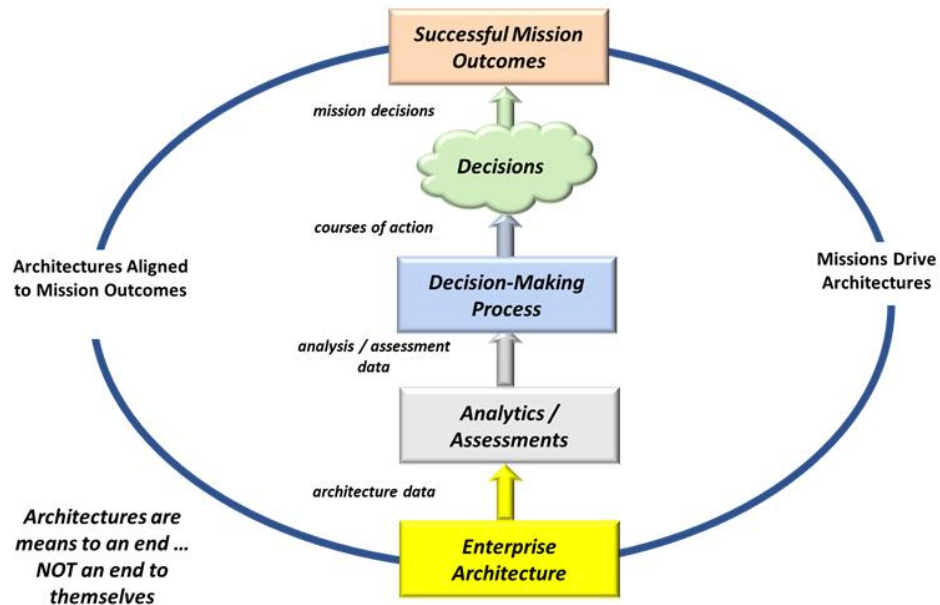 Successful Mission
Outcomes
mission decisions
Decisions
courses of action
Architectures Aligned
to Mission Outcomes
Missions Drive
Architectures
Decision-Making
Process
analysis / assessment
data
Analytics /
Assessments
architecture data
Architectures are
means to an end ...
NOT an end to
themselves
Enterprise
Architecture